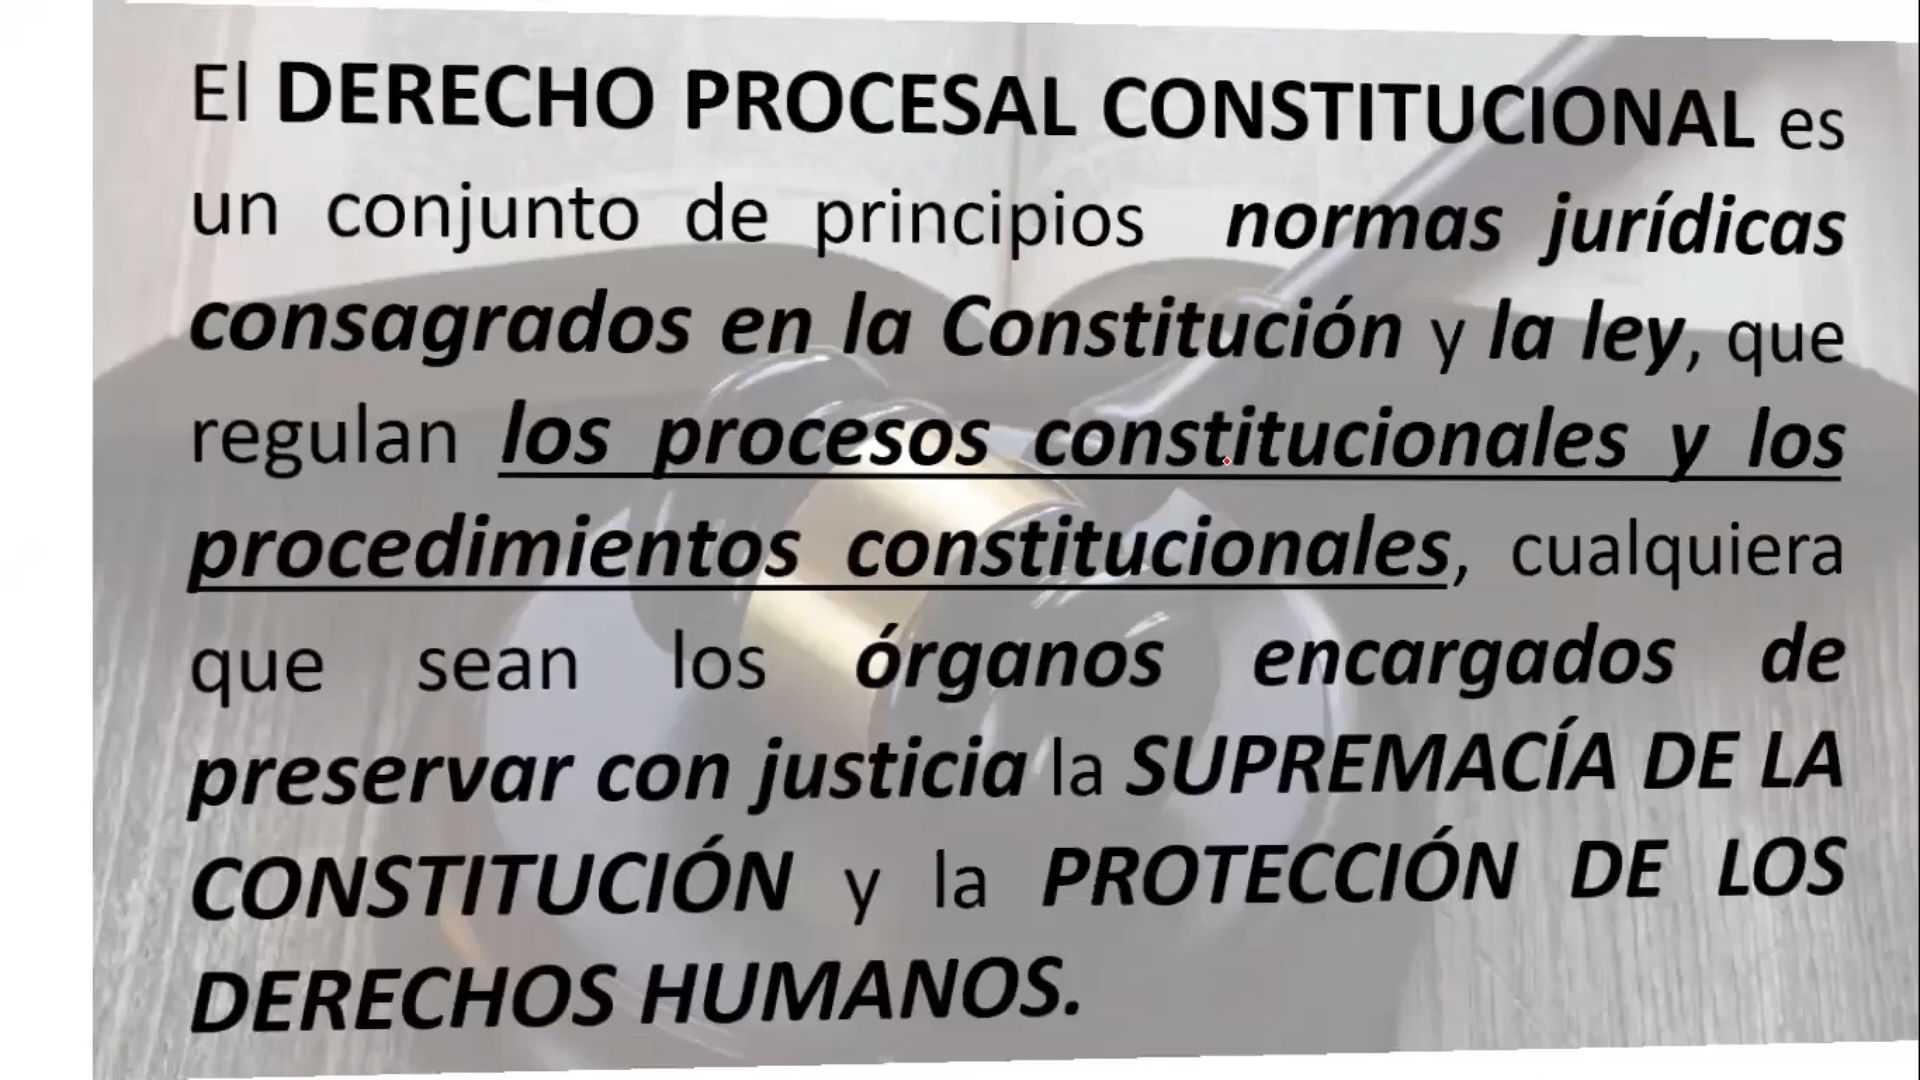 El DERECHO PROCESAL CONSTITUCIONAL es
un conjunto de principios normas jurídicas
consagrados en la Constitución y la ley, que
regulan los procesos constitucionales y los
procedimientos constitucionales, cualquiera
que sean los órganos encargados de
preservar con justicia la SUPREMACÍA DE LA
CONSTITUCIÓN y la PROTECCIÓN DE LOS
DERECHOS HUMANOS.